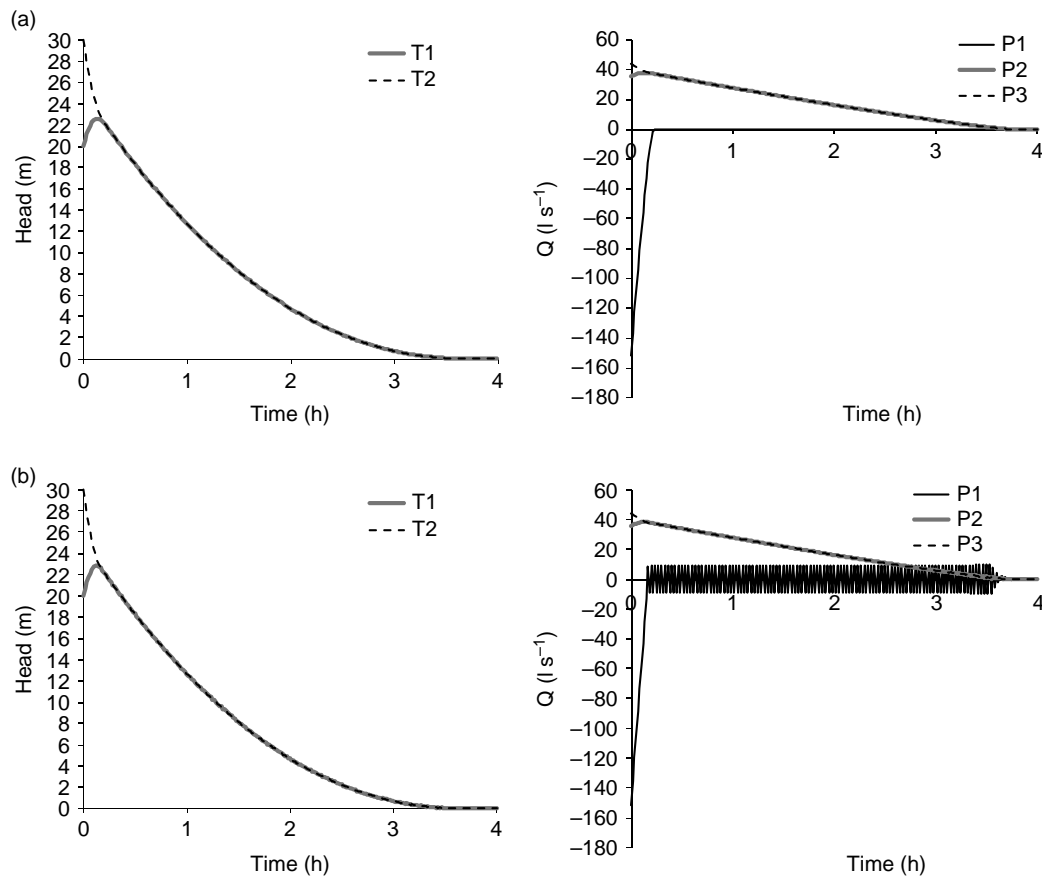 (a)
30
28
26
24
22
20
18
16
14
12
10
8
6
4
2
0
Head (m)
0 1 2 3 4
Time (h)
T1
T2
60
40
20
0
–20
–40
–60
–80
–100
–120
–140
–160
–180
Q (l s⁻¹)
0 1 2 3 4
Time (h)
P1
P2
P3
(b)
30
28
26
24
22
20
18
16
14
12
10
8
6
4
2
0
Head (m)
0 1 2 3 4
Time (h)
T1
T2
60
40
20
0
–20
–40
–60
–80
–100
–120
–140
–160
–180
Q (l s⁻¹)
0 1 2 3 4
Time (h)
P1
P2
P3